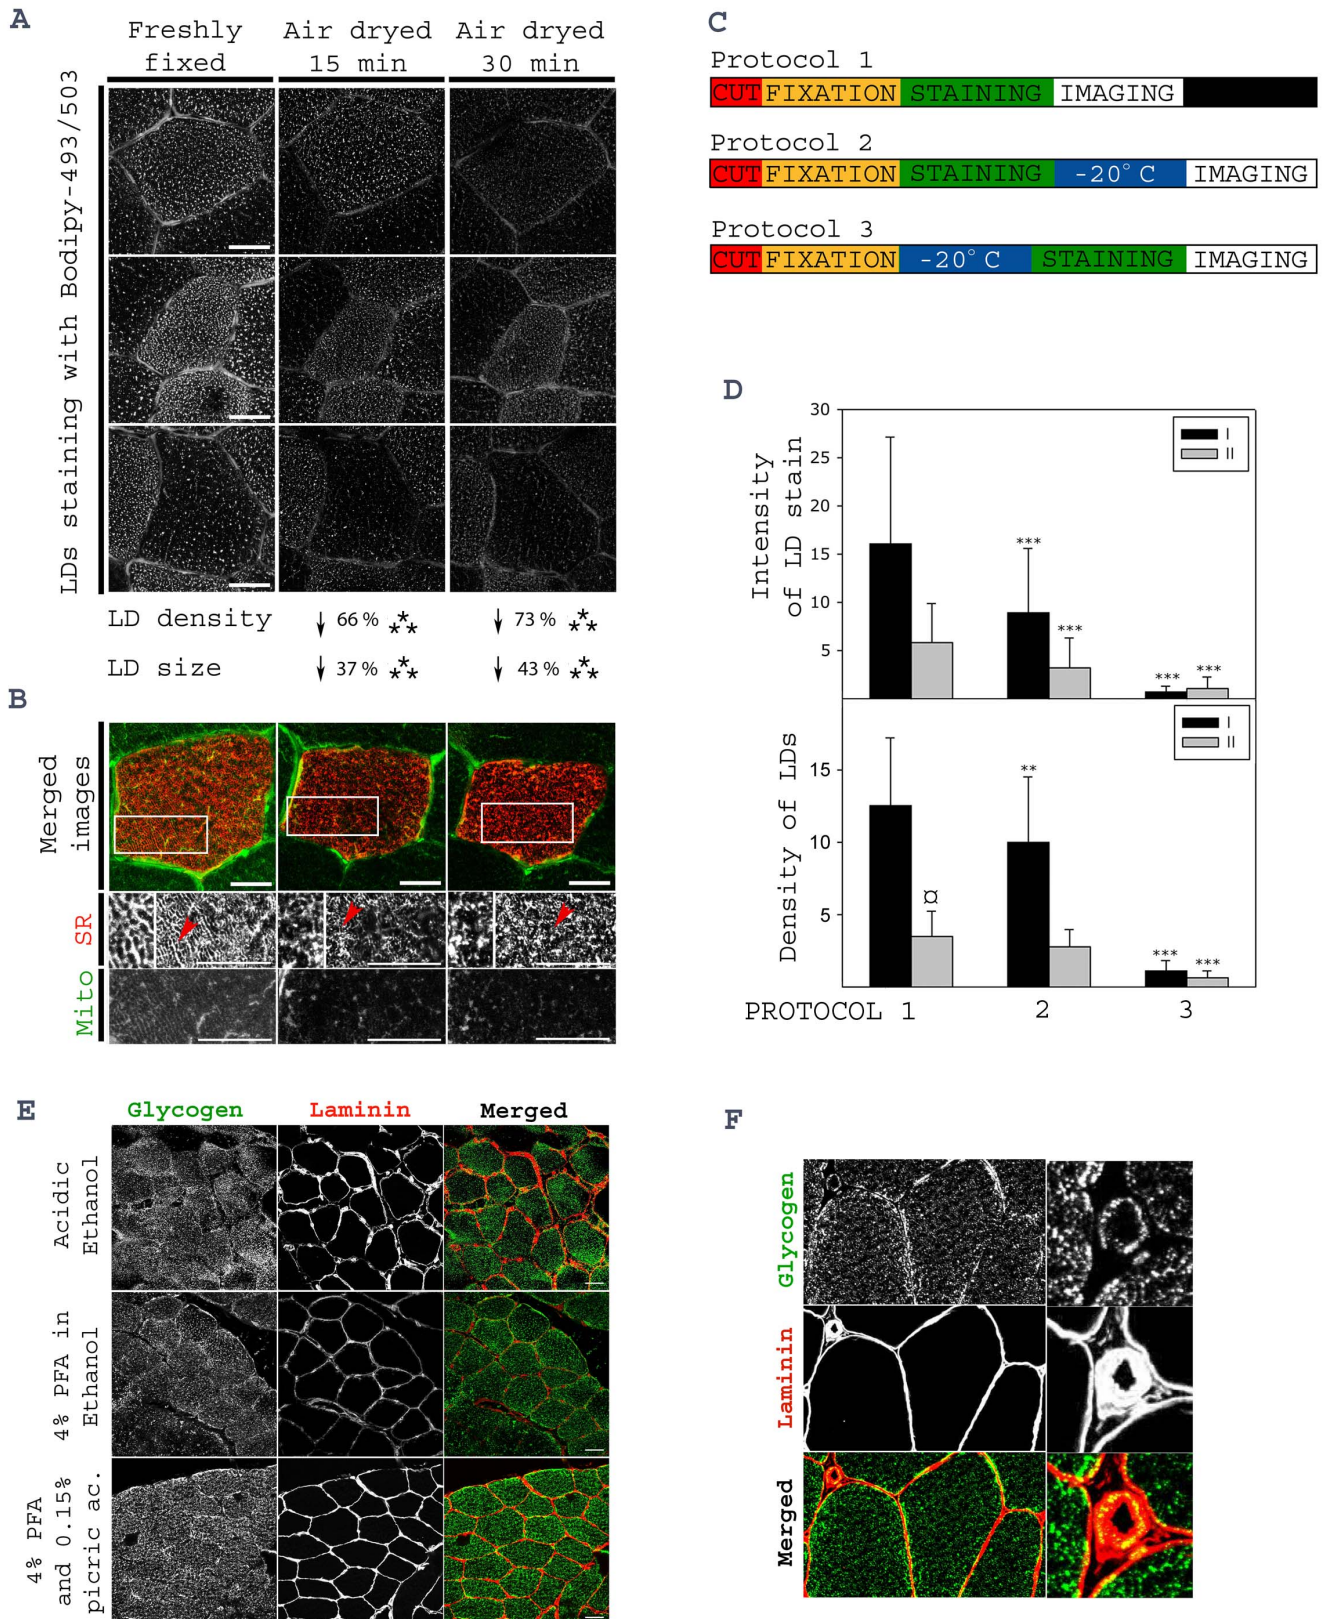 A
Freshly fixed
Air dryed 15 min
Air dryed 30 min
LDs staining with Bodipy-493/503
LD density
↓ 66 % ***
↓ 73 % ***
LD size
↓ 37 % ***
↓ 43 % ***
B
Merged images
SR
Mito
C
Protocol 1
CUT FIXATION STAINING IMAGING
Protocol 2
CUT FIXATION STAINING -20°C IMAGING
Protocol 3
CUT FIXATION -20°C STAINING IMAGING
D
Intensity of LD stain
30
25
20
15
10
5
I
II
***
***
***
***
Density of LDs
15
10
5
I
II
¤
**
***
***
PROTOCOL 1 2 3
E
Glycogen Laminin Merged
Acidic Ethanol
4% PFA in Ethanol
4% PFA and 0.15% picric ac.
F
Glycogen
Laminin
Merged